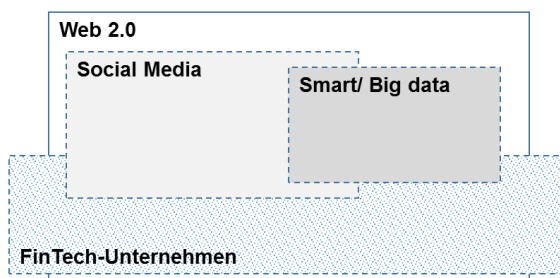 Web 2.0
Social Media
Smart/ Big data
FinTech-Unternehmen